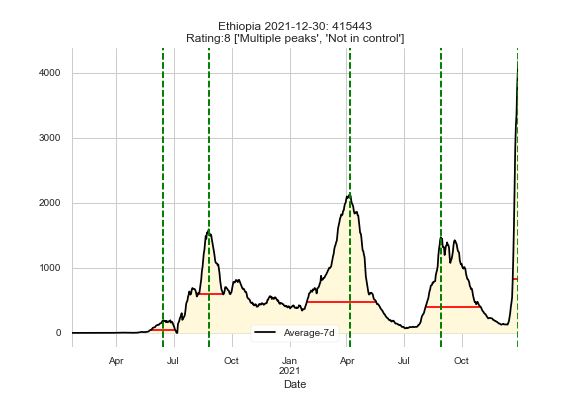 Ethiopia 2021-12-30: 415443
Rating:8 ['Multiple peaks', 'Not in control']
4000
3000
2000
1000
0
Average-7d
Apr Jul Oct Jan Apr Jul Oct
2021
Date